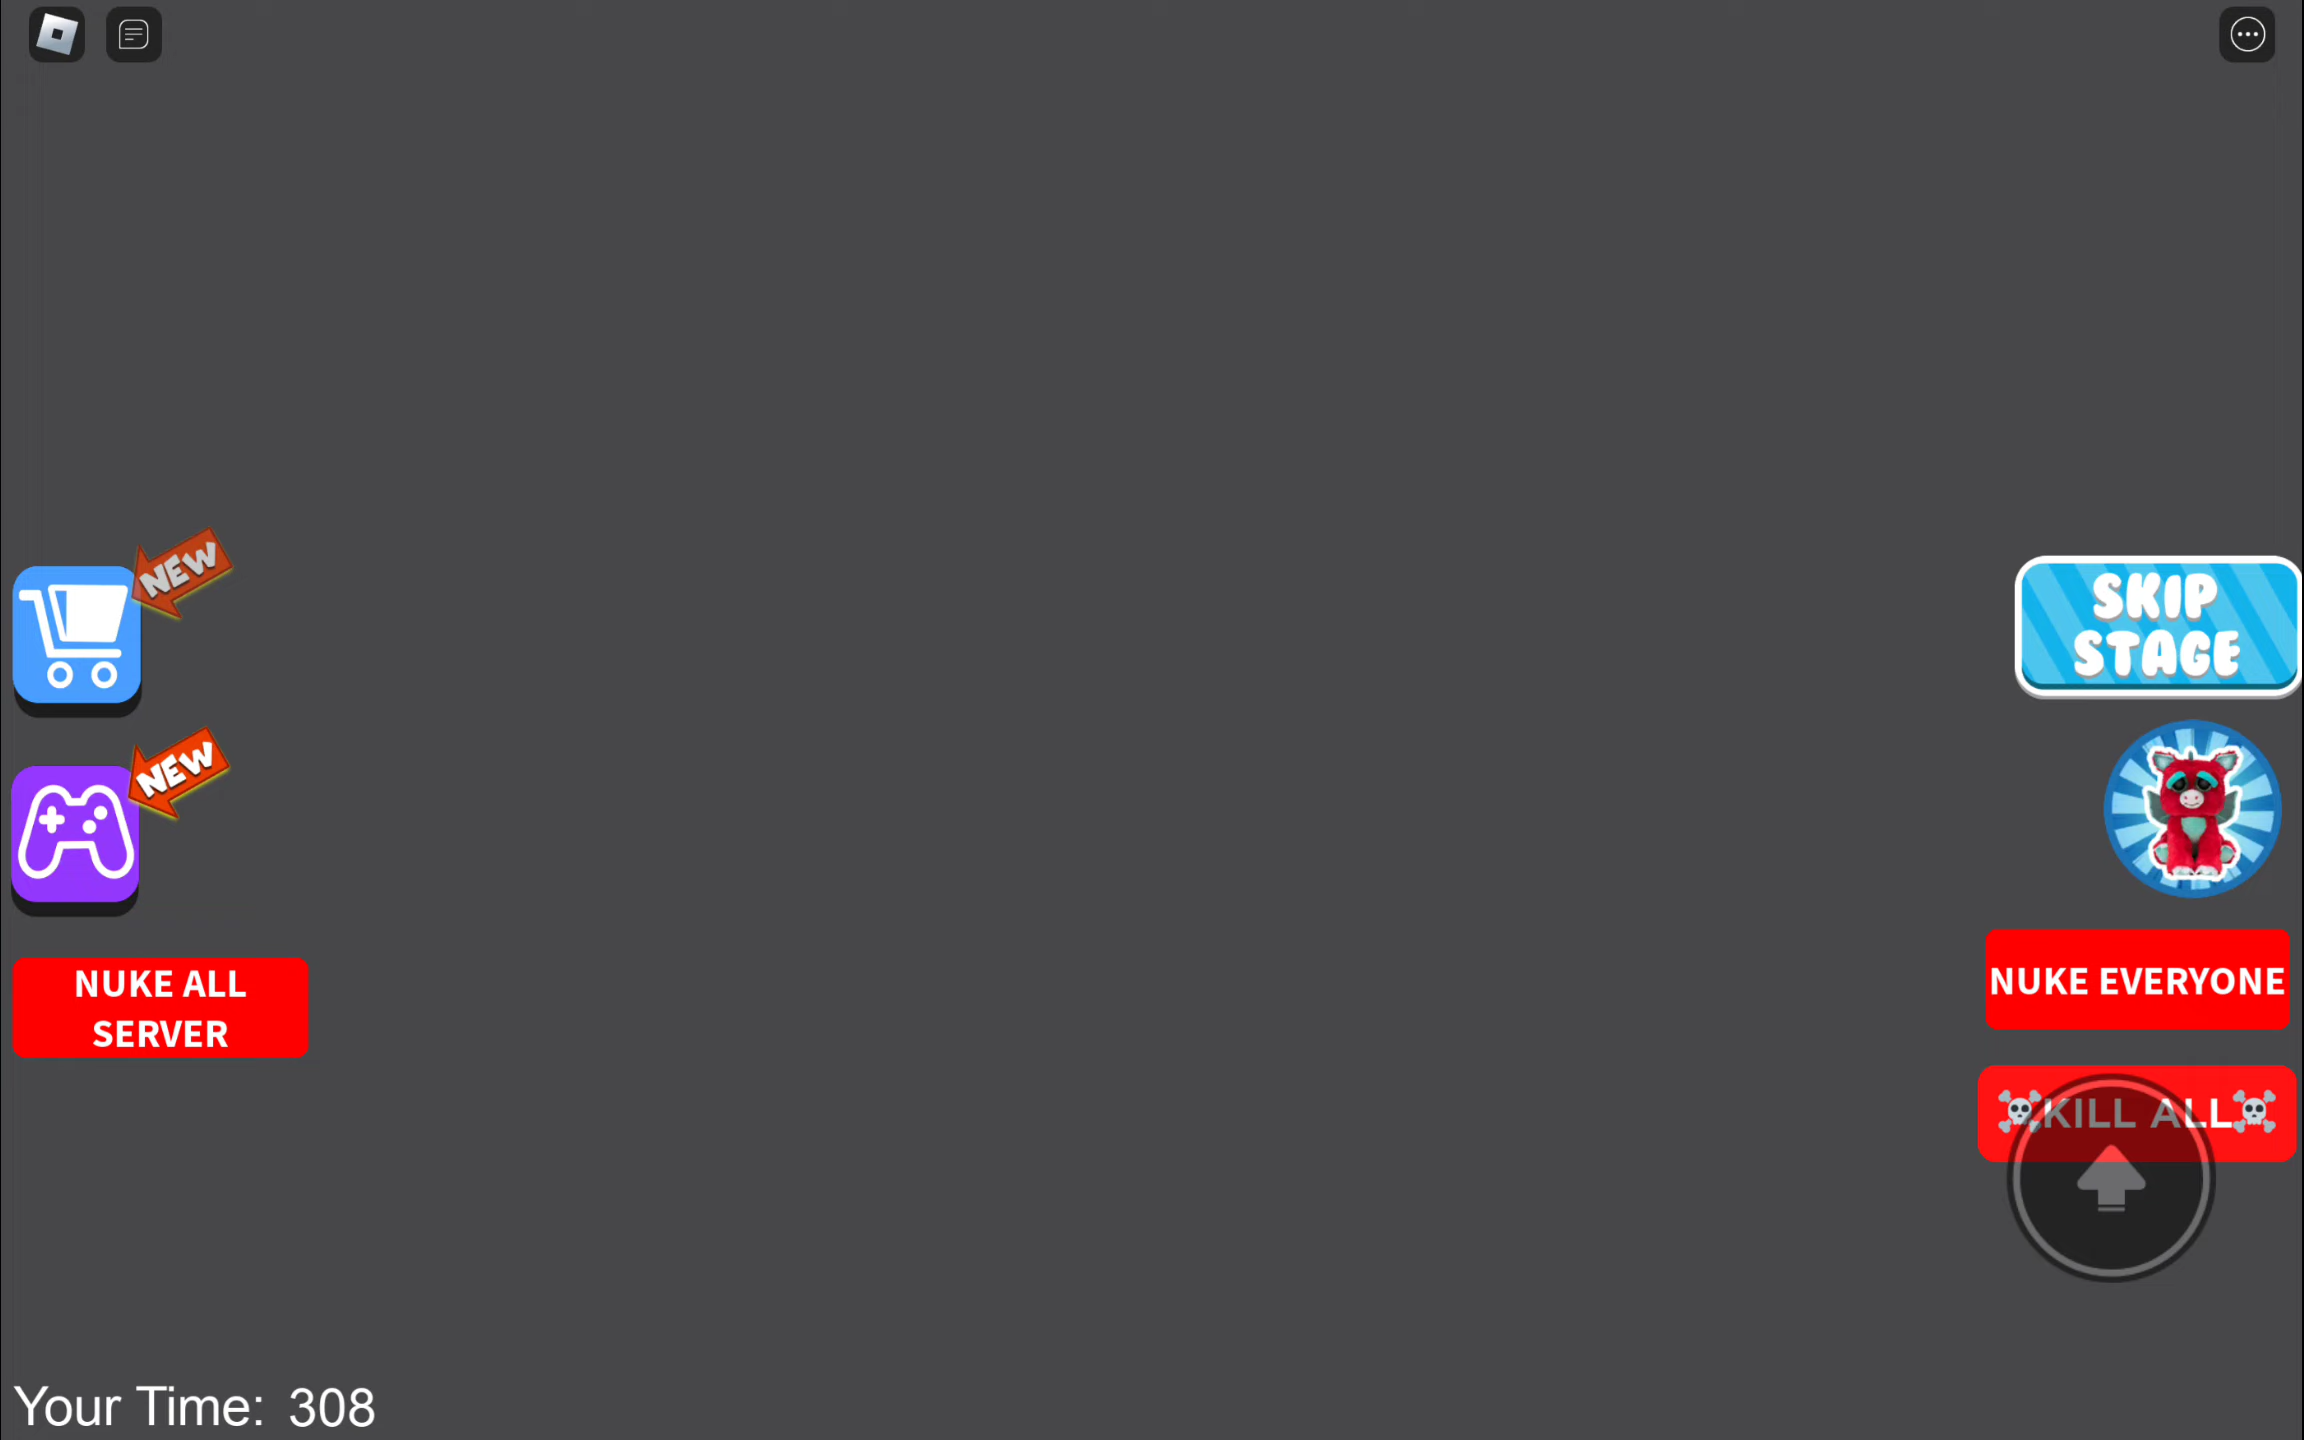 NEW
SKIP
STAGE
NEW
NUKE ALL
SERVER
NUKE EVERYONE
☠KILL ALL☠
Your Time: 308